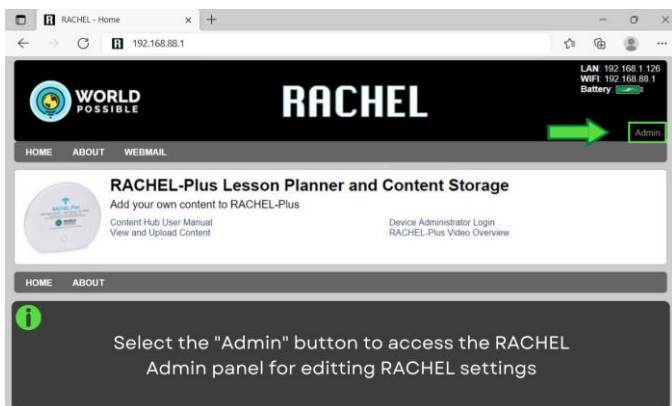 RACHEL - Home
192.168.88.1
LAN: 192.168.1.126
WIFI: 192.168.88.1
Battery:
WORLD
POSSIBLE
RACHEL
Admin
HOME ABOUT WEBMAIL
RACHEL-Plus Lesson Planner and Content Storage
Add your own content to RACHEL-Plus
Content Hub User Manual
Device Administrator Login
View and Upload Content
RACHEL-Plus Video Overview
RACHEL-Plus
HOME ABOUT
Select the "Admin" button to access the RACHEL
Admin panel for editting RACHEL settings